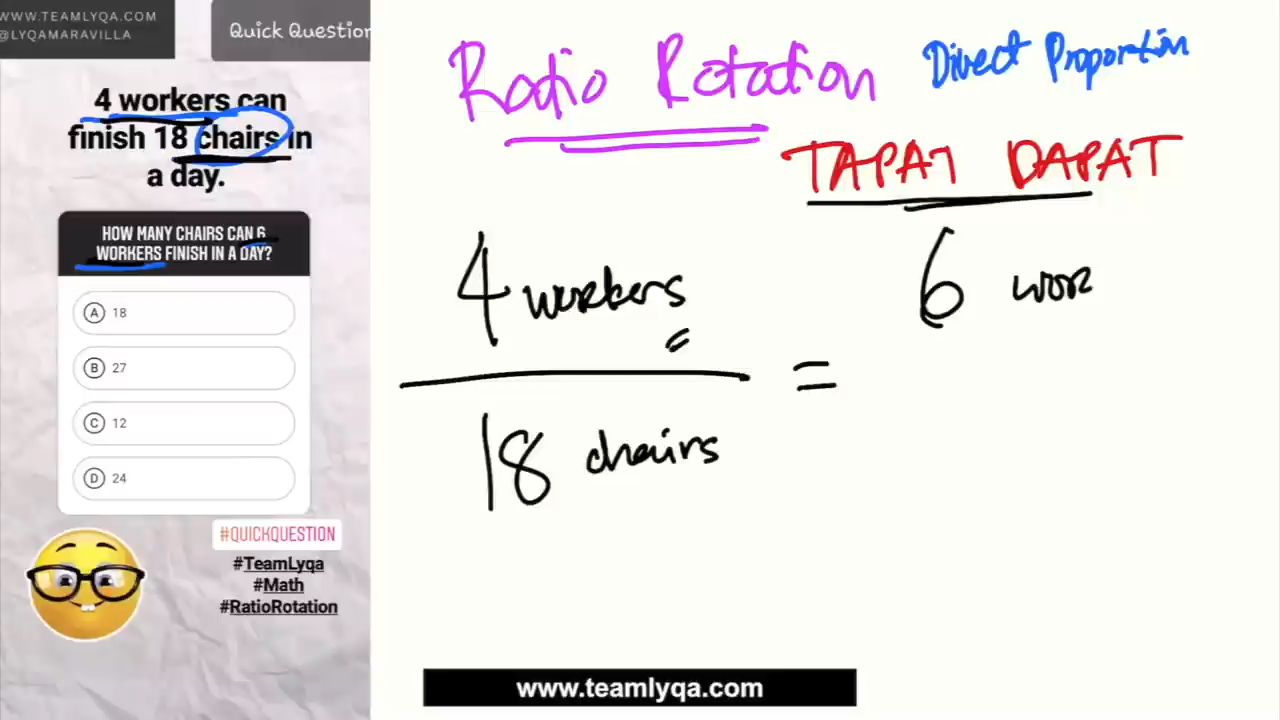 WWW.TEAMLYQA.COM
@LYQAMARAVILLA
Quick Question
4 workers can
finish 18 chairs in
a day.
HOW MANY CHAIRS CAN 6
WORKERS FINISH IN A DAY?
A 18
B 27
C 12
D 24
#QUICKQUESTION
#TeamLyqa
#Math
#RatioRotation
Ratio Rotation
Direct Proportion
TAPAT DAPAT
4 workers
=
18 chairs
6 wor
www.teamlyqa.com